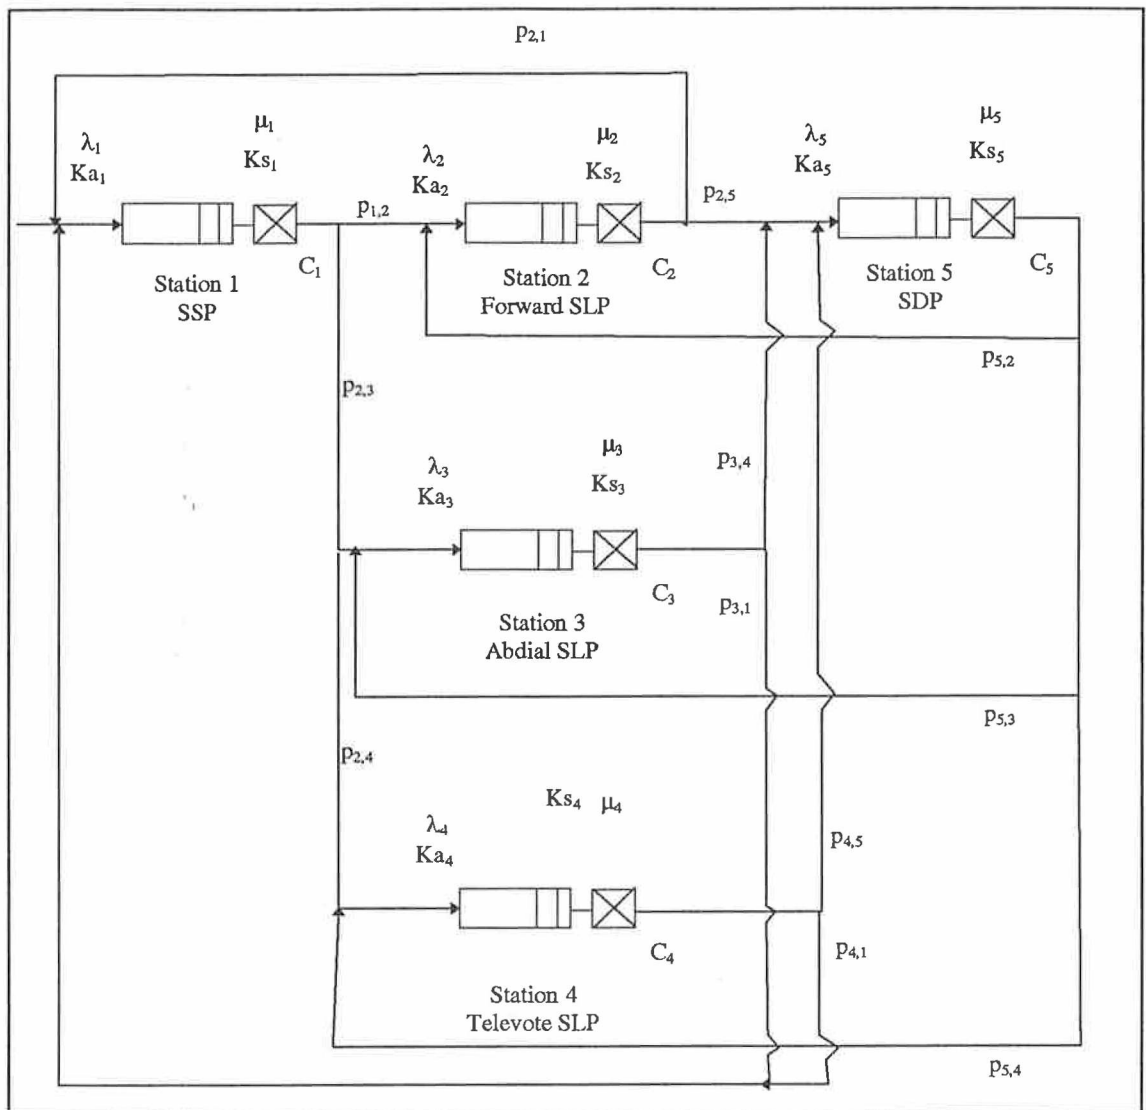 p2,1
λ1
Ka1
μ1
Ks1
λ2
Ka2
μ2
Ks2
λ5
Ka5
μ5
Ks5
p1,2
p2,5
C1
C2
C5
Station 1
SSP
Station 2
Forward SLP
Station 5
SDP
p5,2
p2,3
λ3
Ka3
μ3
Ks3
p3,4
C3
p3,1
Station 3
Abdial SLP
p5,3
p2,4
λ4
Ka4
Ks4 μ4
p4,5
C4
p4,1
Station 4
Televote SLP
p5,4